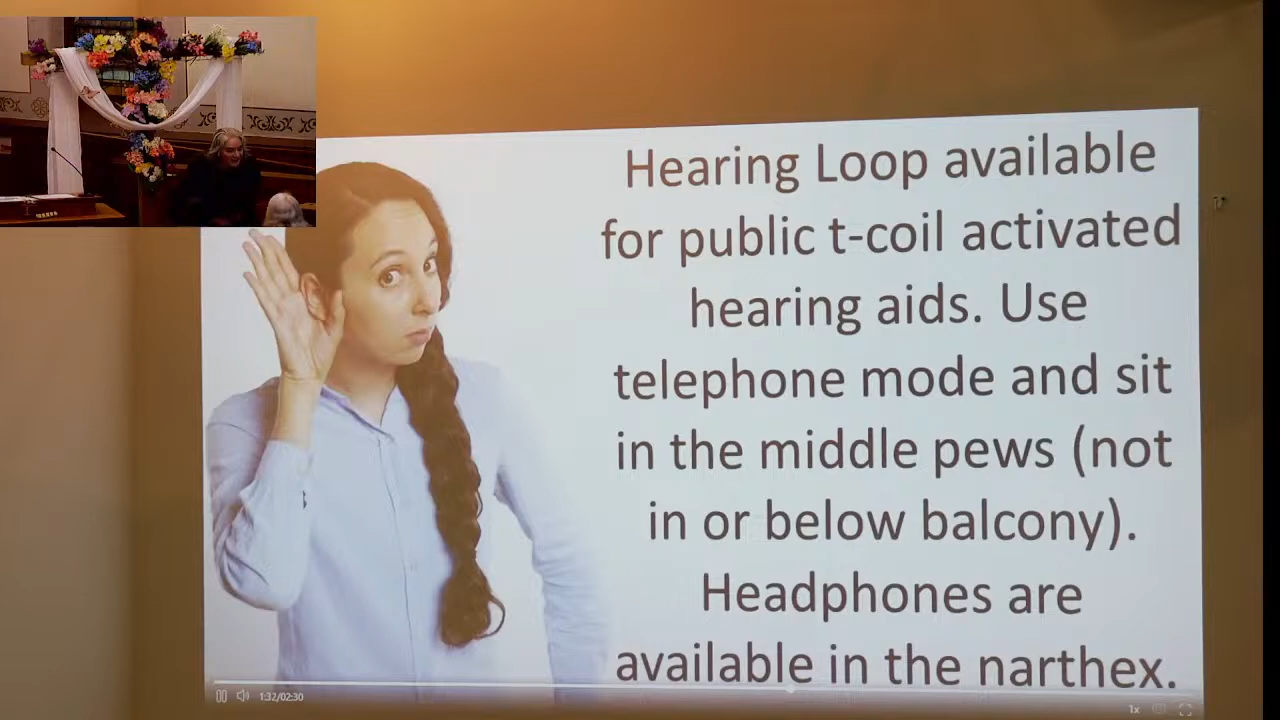 Hearing Loop available
for public t-coil activated
hearing aids. Use
telephone mode and sit
in the middle pews (not
in or below balcony).
Headphones are
available in the narthex.
1:32/02:30
1x